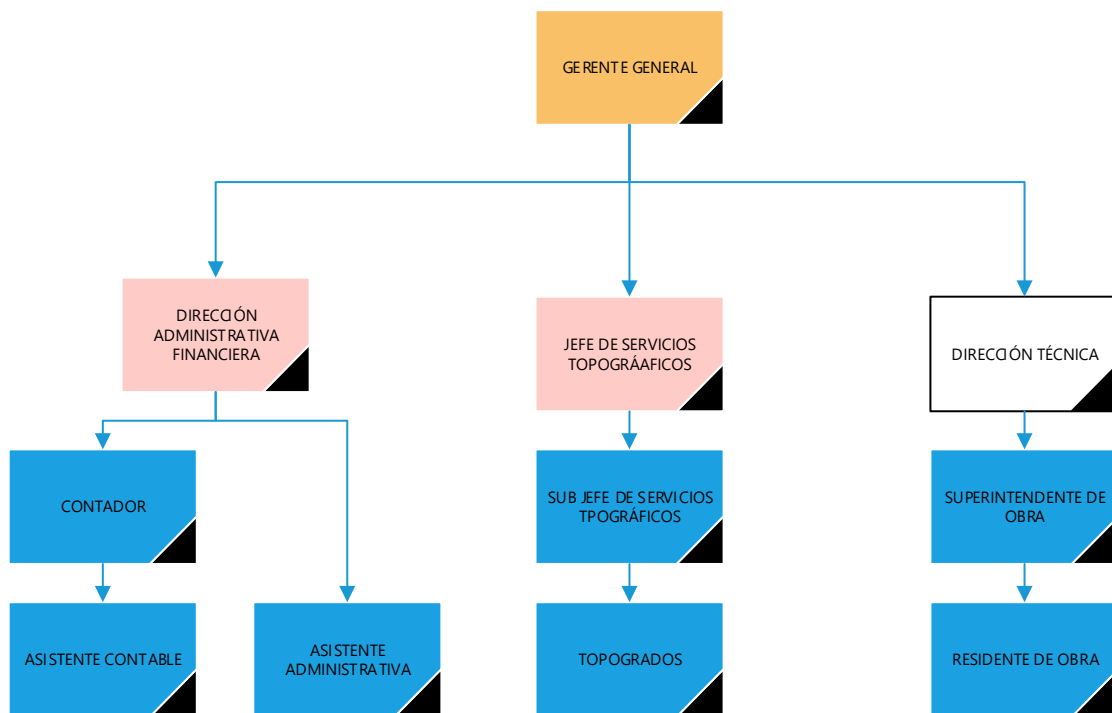 GERENTE GENERAL
DIRECCIÓN
ADMINISTRATIVA
FINANCIERA
JEFE DE SERVICIOS
TOPOGRÁAFICOS
DIRECCIÓN TÉCNICA
CONTADOR
SUB JEFE DE SERVICIOS
TPOGRÁFICOS
SUPERINTENDENTE DE
OBRA
ASISTENTE CONTABLE
ASISTENTE
ADMINISTRATIVA
TOPOGRADOS
RESIDENTE DE OBRA